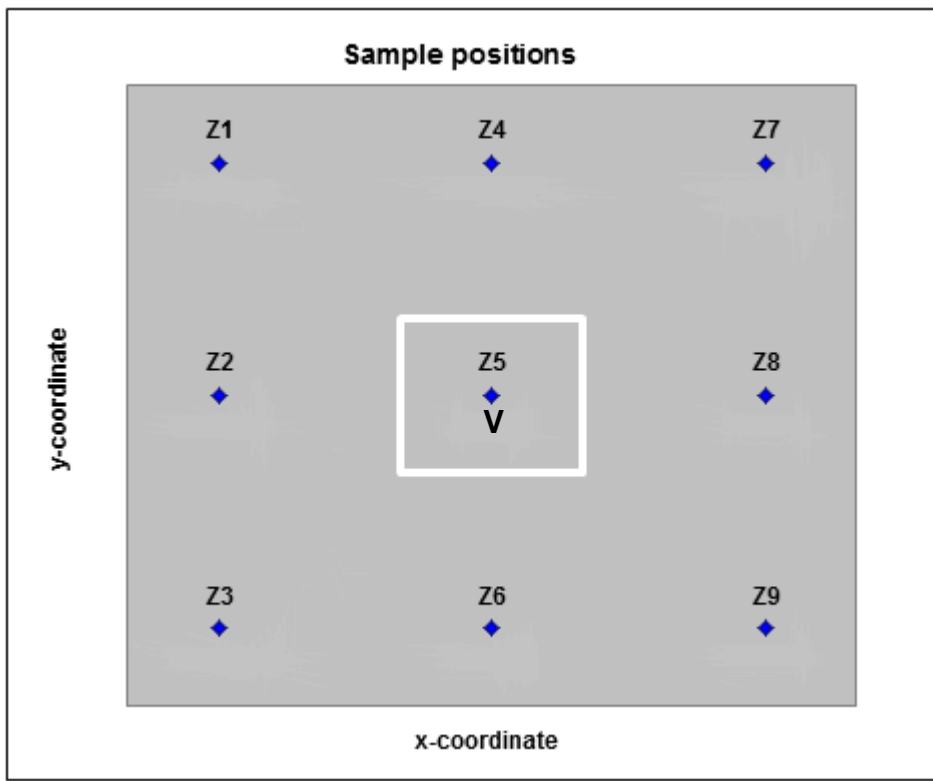 Sample positions
Z1 Z4 Z7
Z2 Z5 Z8
V
Z3 Z6 Z9
x-coordinate
y-coordinate